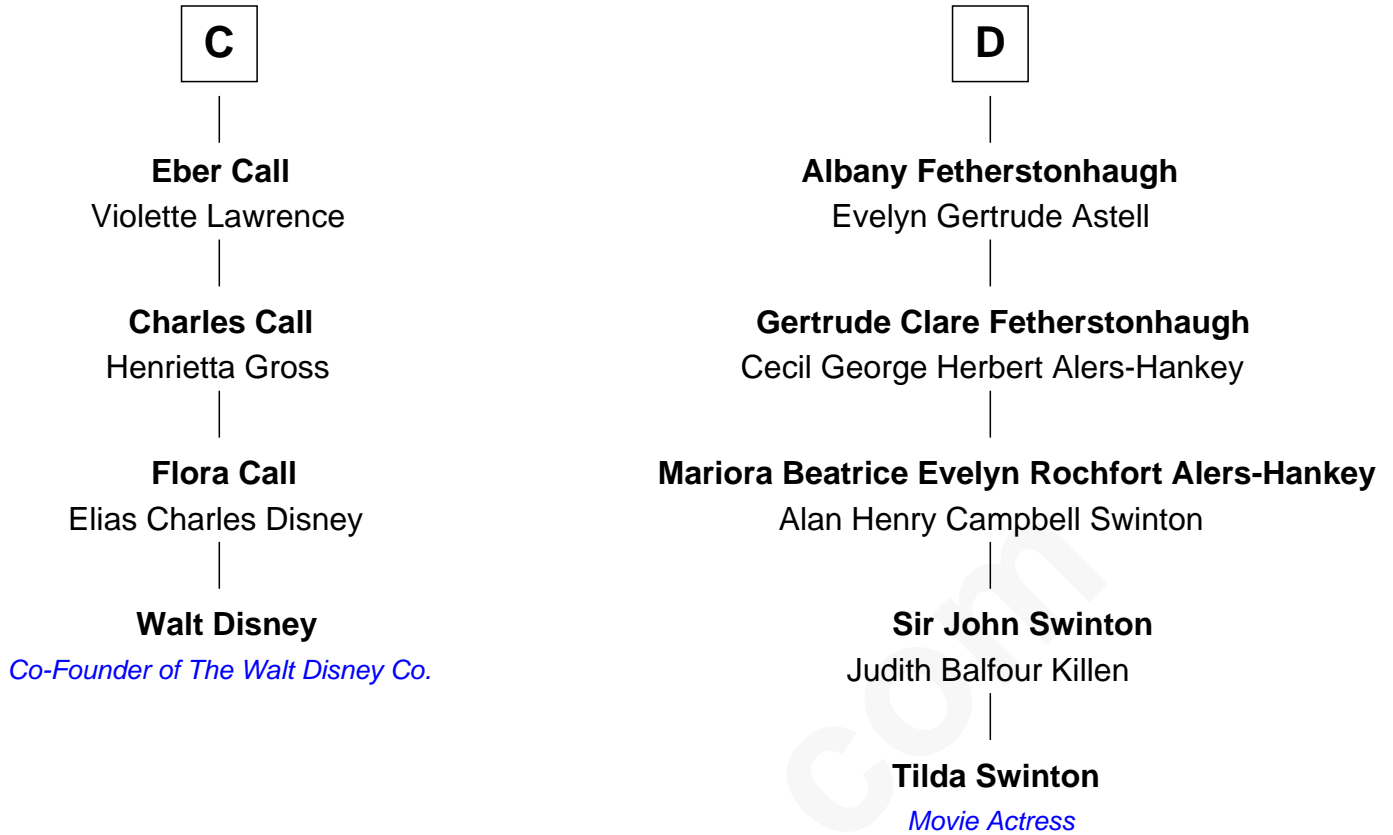 C
Eber Call
Violette Lawrence
Charles Call
Henrietta Gross
Flora Call
Elias Charles Disney
Walt Disney
Co-Founder of The Walt Disney Co.
D
Albany Fetherstonhaugh
Evelyn Gertrude Astell
Gertrude Clare Fetherstonhaugh
Cecil George Herbert Alers-Hankey
Mariora Beatrice Evelyn Rochfort Alers-Hankey
Alan Henry Campbell Swinton
Sir John Swinton
Judith Balfour Killen
Tilda Swinton
Movie Actress
com